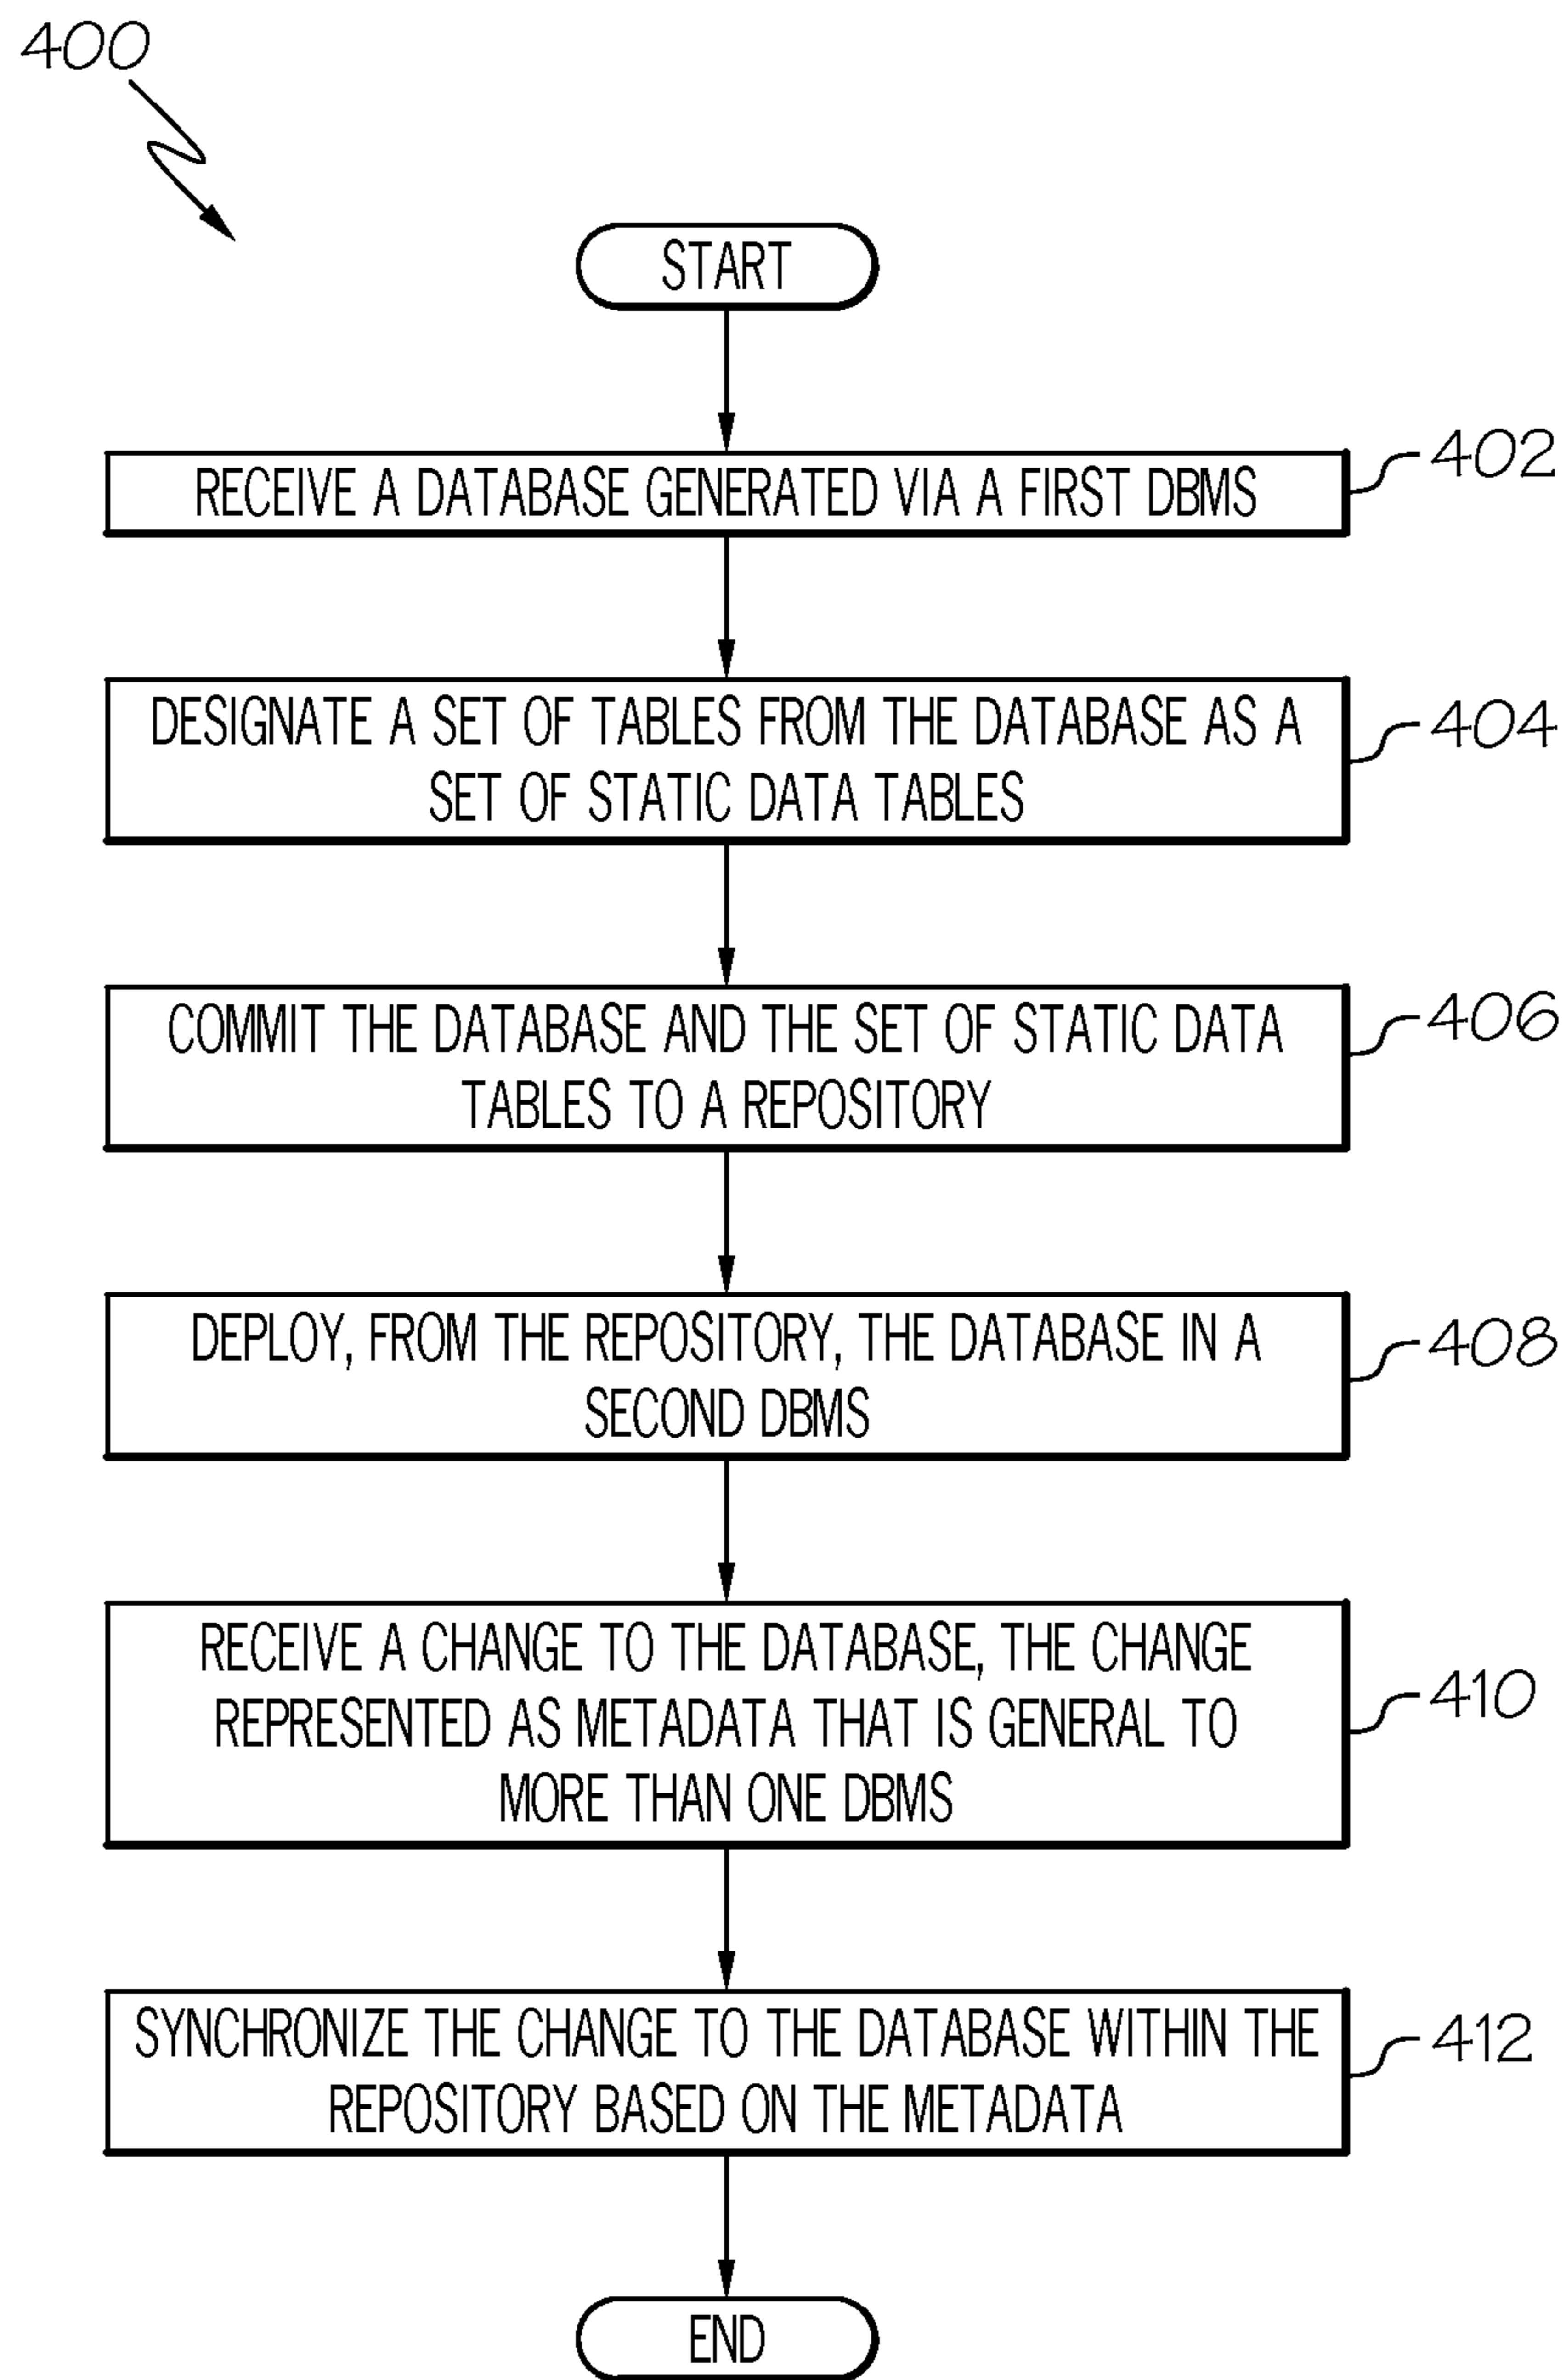 400
START
RECEIVE A DATABASE GENERATED VIA A FIRST DBMS
402
DESIGNATE A SET OF TABLES FROM THE DATABASE AS A
SET OF STATIC DATA TABLES
404
COMMIT THE DATABASE AND THE SET OF STATIC DATA
TABLES TO A REPOSITORY
406
DEPLOY, FROM THE REPOSITORY, THE DATABASE IN A
SECOND DBMS
408
RECEIVE A CHANGE TO THE DATABASE, THE CHANGE
REPRESENTED AS METADATA THAT IS GENERAL TO
MORE THAN ONE DBMS
410
SYNCHRONIZE THE CHANGE TO THE DATABASE WITHIN THE
REPOSITORY BASED ON THE METADATA
412
END